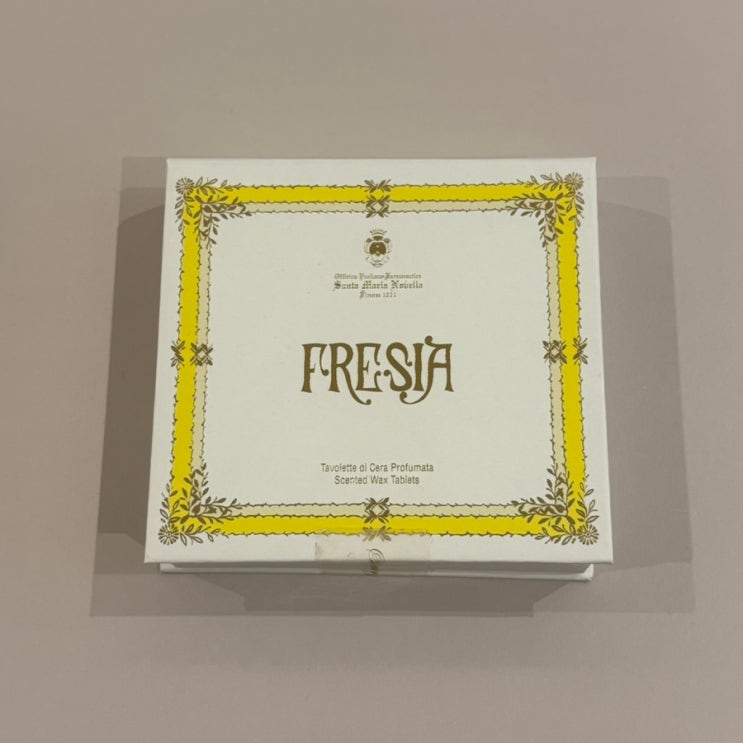 Officina Profumo-Farmaceutica
Santa Maria Novella
Firenze 1221
FRESIA
Tavolette di Cera Profumata
Scented Wax Tablets